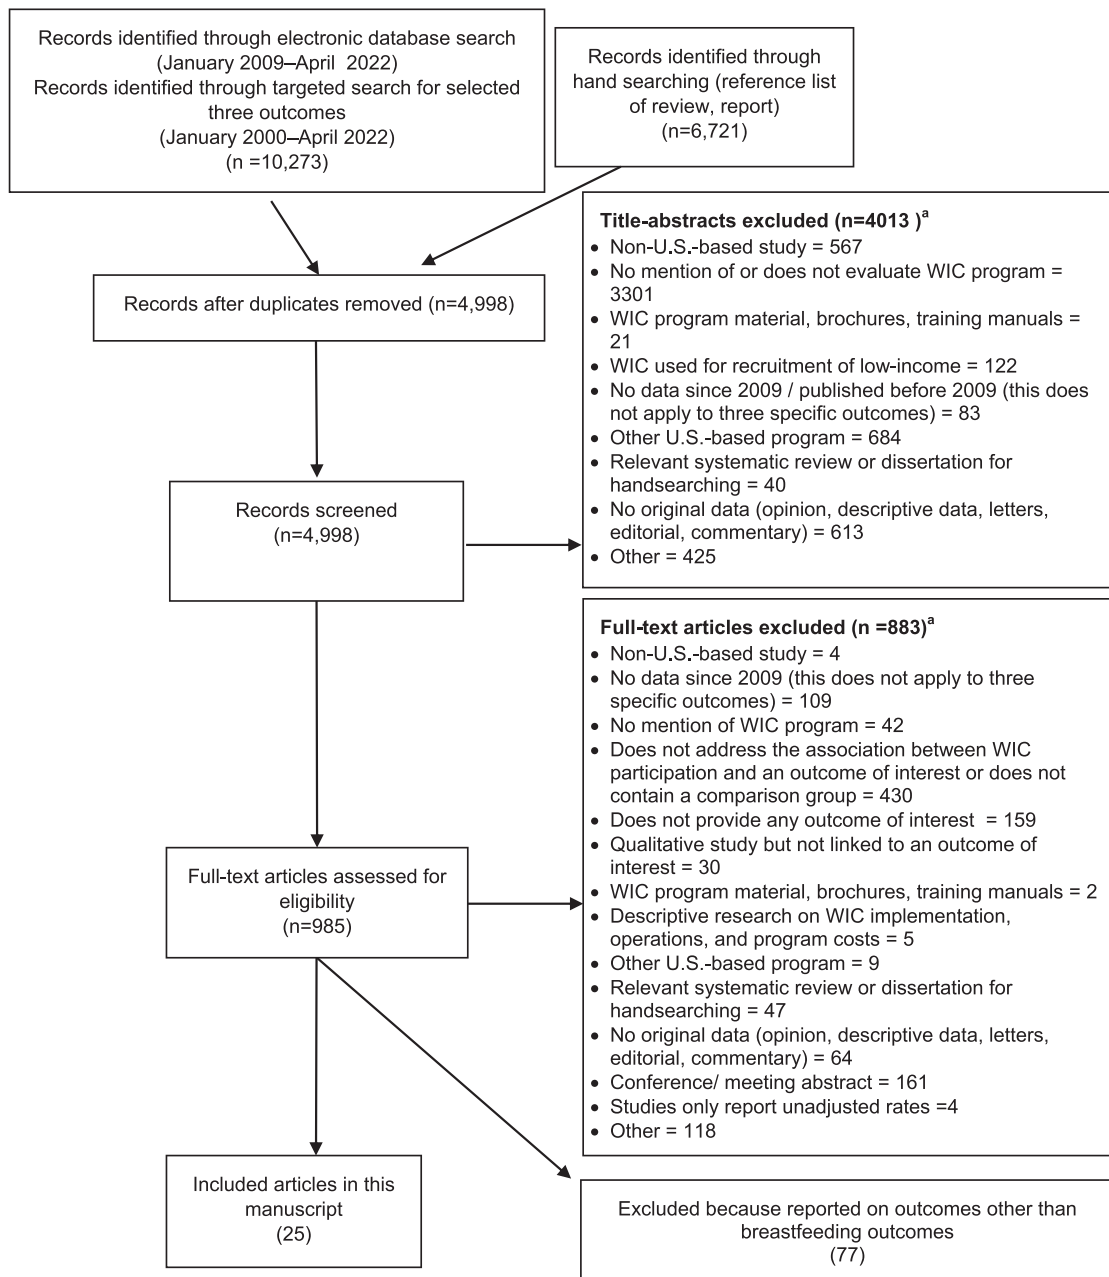 Records identified through electronic database search
(January 2009–April 2022)
Records identified through targeted search for selected
three outcomes
(January 2000–April 2022)
(n =10,273)
Records identified through
hand searching (reference list
of review, report)
(n=6,721)
Records after duplicates removed (n=4,998)
Title-abstracts excluded (n=4013 )a
• Non-U.S.-based study = 567
• No mention of or does not evaluate WIC program =
3301
• WIC program material, brochures, training manuals =
21
• WIC used for recruitment of low-income = 122
• No data since 2009 / published before 2009 (this does
not apply to three specific outcomes) = 83
• Other U.S.-based program = 684
• Relevant systematic review or dissertation for
handsearching = 40
• No original data (opinion, descriptive data, letters,
editorial, commentary) = 613
• Other = 425
Records screened
(n=4,998)
Full-text articles excluded (n =883)a
• Non-U.S.-based study = 4
• No data since 2009 (this does not apply to three
specific outcomes) = 109
• No mention of WIC program = 42
• Does not address the association between WIC
participation and an outcome of interest or does not
contain a comparison group = 430
• Does not provide any outcome of interest = 159
• Qualitative study but not linked to an outcome of
interest = 30
• WIC program material, brochures, training manuals = 2
• Descriptive research on WIC implementation,
operations, and program costs = 5
• Other U.S.-based program = 9
• Relevant systematic review or dissertation for
handsearching = 47
• No original data (opinion, descriptive data, letters,
editorial, commentary) = 64
• Conference/ meeting abstract = 161
• Studies only report unadjusted rates =4
• Other = 118
Full-text articles assessed for
eligibility
(n=985)
Included articles in this
manuscript
(25)
Excluded because reported on outcomes other than
breastfeeding outcomes
(77)